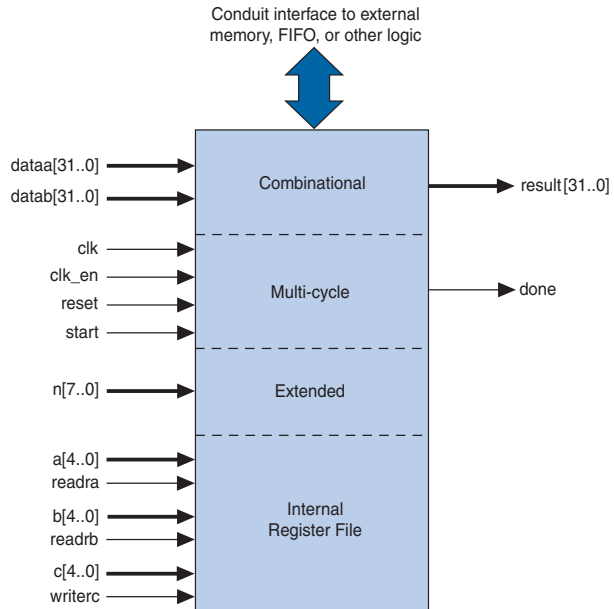 Conduit interface to external
memory, FIFO, or other logic
dataa[31..0]
datab[31..0]
Combinational
result[31..0]
clk
clk_en
reset
start
Multi-cycle
done
n[7..0]
Extended
a[4..0]
readra
b[4..0]
readrb
c[4..0]
writerc
Internal
Register File